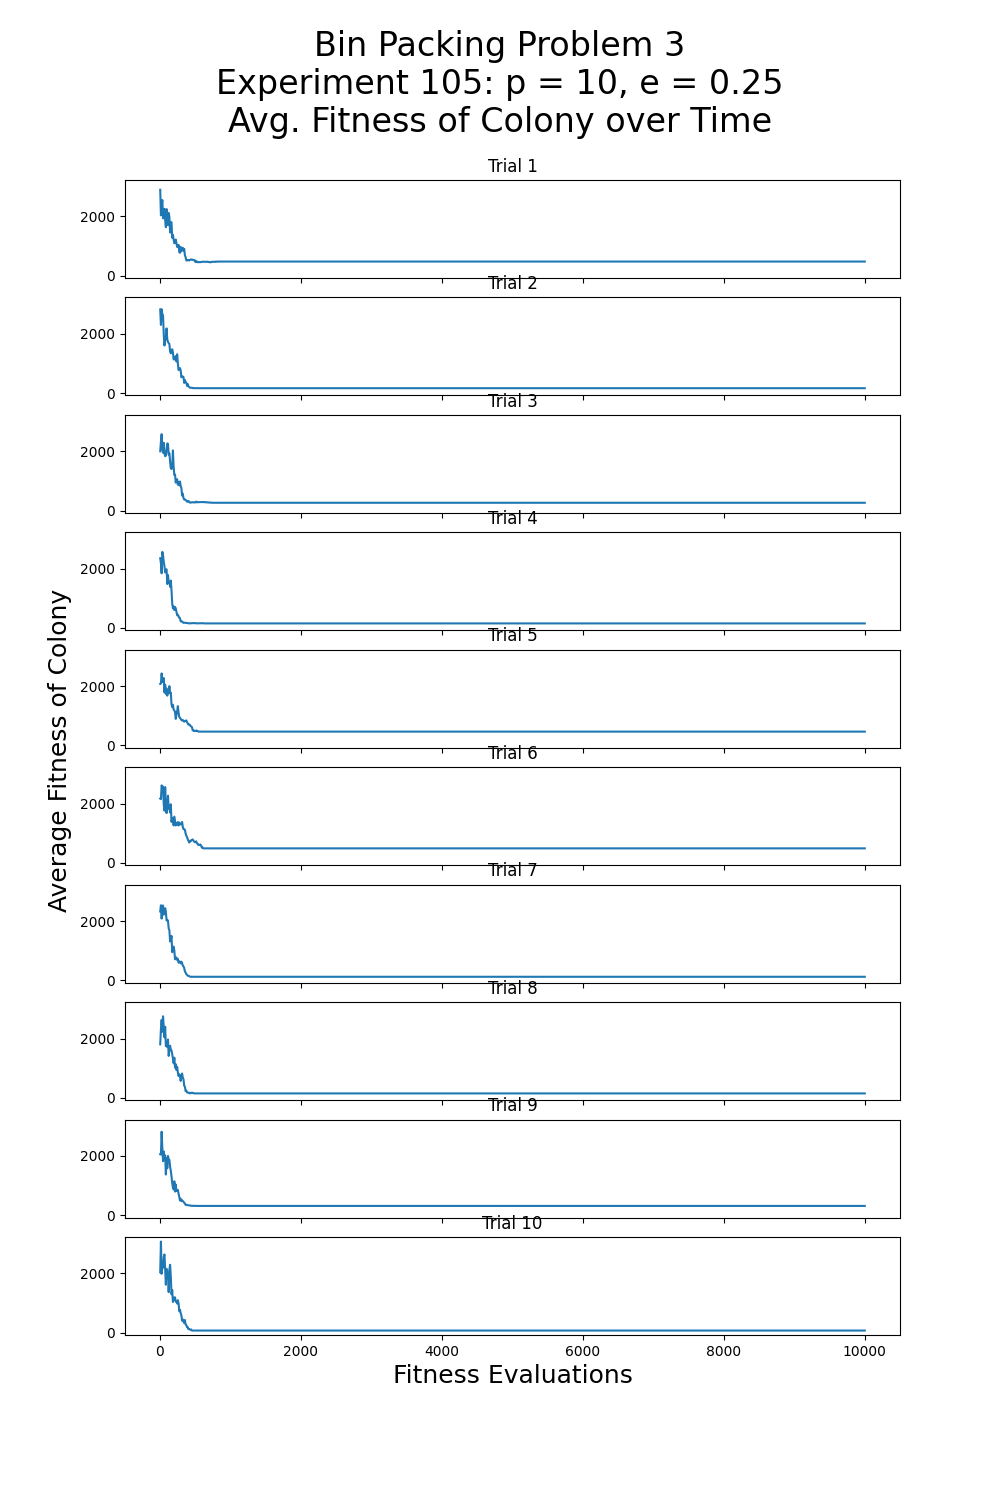 Bin Packing Problem 3
Experiment 105: p = 10, e = 0.25
Avg. Fitness of Colony over Time
Trial 1
2000
0
Trial 2
2000
0
Trial 3
2000
0
Trial 4
2000
0
Trial 5
2000
0
Trial 6
2000
0
Trial 7
2000
0
Trial 8
2000
0
Trial 9
2000
0
Trial 10
2000
0
Average Fitness of Colony
0 2000 4000 6000 8000 10000
Fitness Evaluations